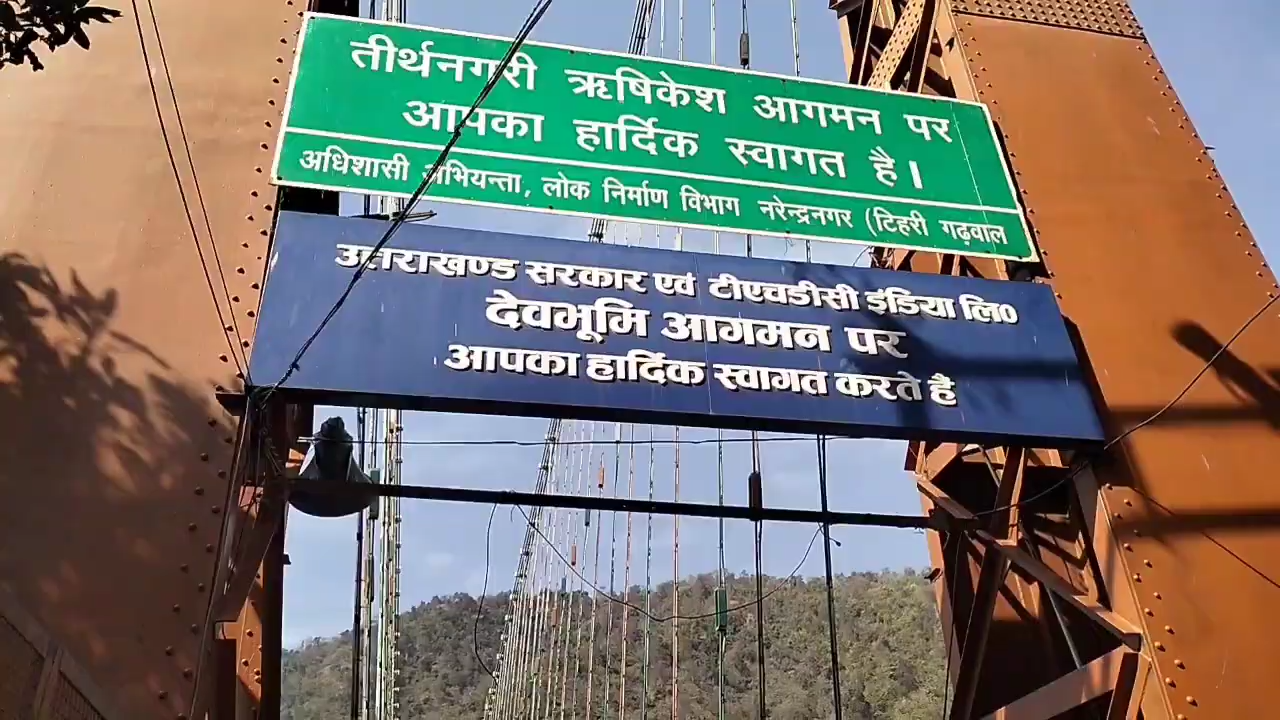 तीर्थनगरी ऋषिकेश आगमन पर
आपका हार्दिक स्वागत है।
अधिशासी अभियन्ता, लोक निर्माण विभाग नरेन्द्रनगर (टिहरी गढ़वाल
उत्तराखण्ड सरकार एवं टीएचडीसी इंडिया लि०
देवभूमि आगमन पर
आपका हार्दिक स्वागत करते हैं